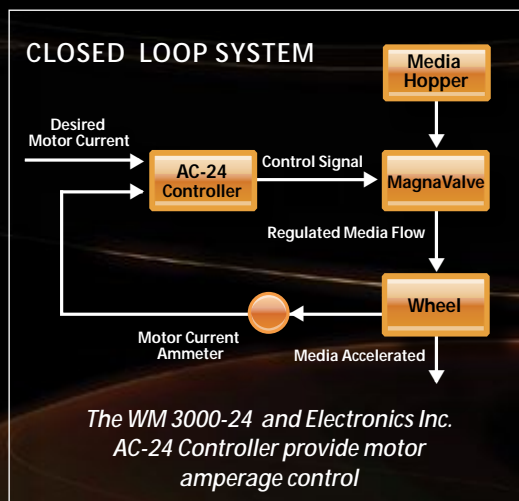 CLOSED LOOP SYSTEM
Media
Hopper
Desired
Motor Current
AC-24
Controller
Control Signal
MagnaValve
Regulated Media Flow
Wheel
Motor Current
Ammeter
Media Accelerated
The WM 3000-24 and Electronics Inc.
AC-24 Controller provide motor
amperage control